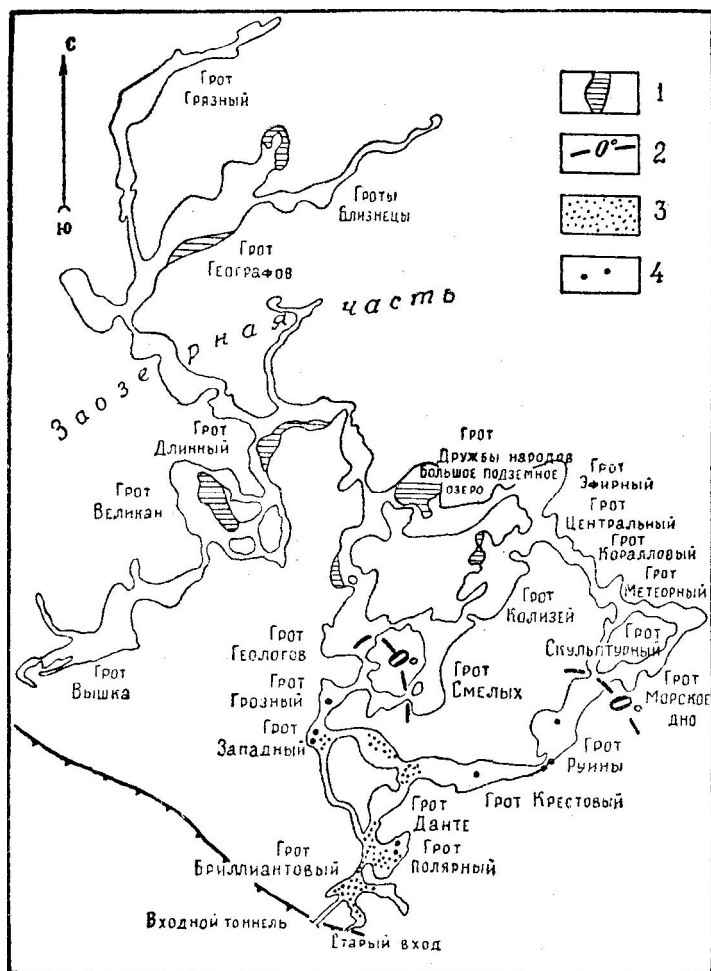 С
Ю
Грот
Грязный
1
2
3
4
Гроты
Близнецы
Грот
Географов
Заозерная часть
Грот
Длинный
Грот
Дружбы народов
Большое подземное
озеро
Грот
Эфирный
Грот
Великан
Грот
Центральный
Грот
Коралловый
Грот
Метеорный
Грот
Колизей
Грот
Скульптурный
Грот
Геологов
Грот
Смелых
Грот
Морское
дно
Грот
Вышка
Грот
Грозный
Грот
Западный
Грот
Руины
Грот Крестовый
Грот
Данте
Грот
Полярный
Грот
Бриллиантовый
Входной тоннель
Старый вход